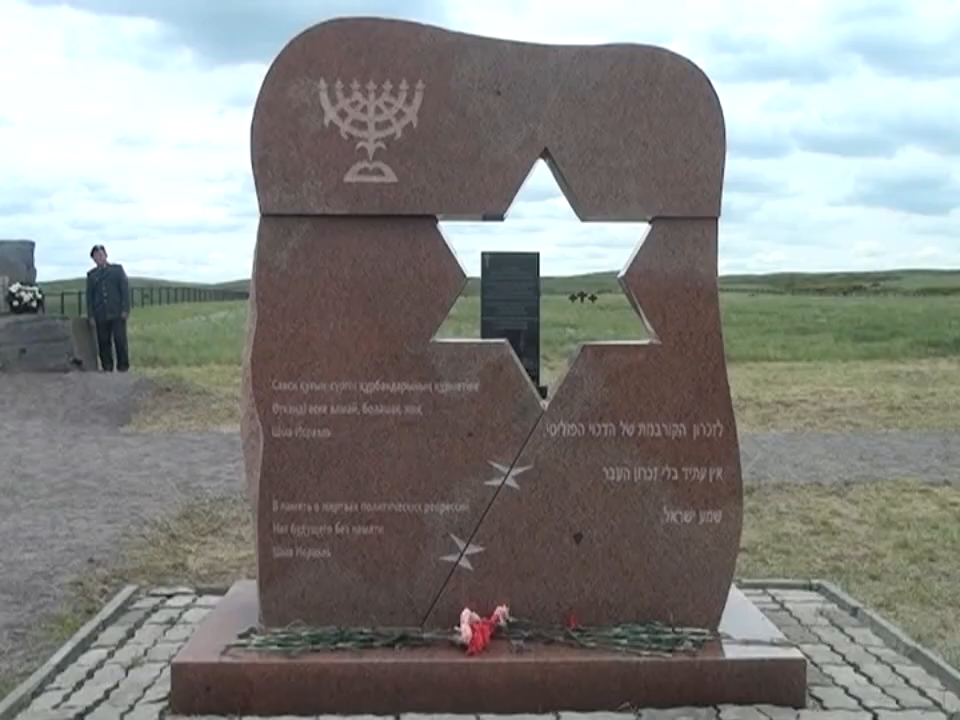 Саяси қуғын-сүргін құрбандарының құрметіне
Өткенді еске алмай, болашақ жоқ
Шма Исраэль
В память о жертвах политических репрессий
Нет будущего без памяти
Шма Исраэль
לזכרון הקורבנות של הדכוי הפוליטי
אין עתיד בלי זכרון העבר
שמע ישראל